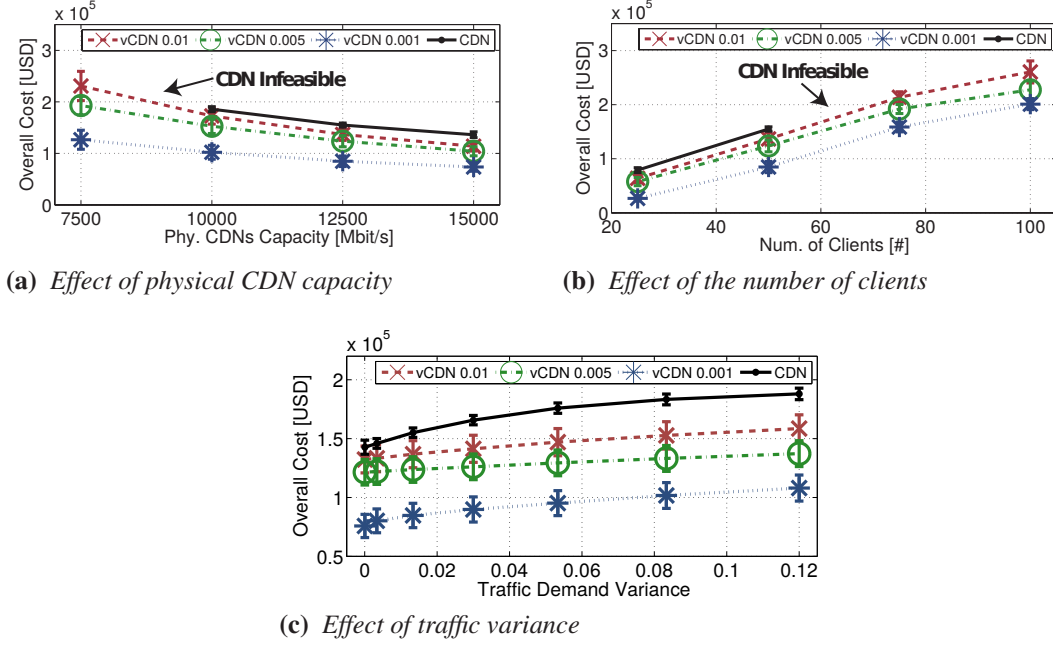 x 10^5
vCDN 0.01 vCDN 0.005 vCDN 0.001 CDN
3
2
1
0
CDN Infeasible
Overall Cost [USD]
7500 10000 12500 15000
Phy. CDNs Capacity [Mbit/s]
(a) Effect of physical CDN capacity
x 10^5
vCDN 0.01 vCDN 0.005 vCDN 0.001 CDN
3
2
1
0
CDN Infeasible
Overall Cost [USD]
20 40 60 80 100
Num. of Clients [#]
(b) Effect of the number of clients
x 10^5
vCDN 0.01 vCDN 0.005 vCDN 0.001 CDN
2
1.5
1
0.5
Overall Cost [USD]
0 0.02 0.04 0.06 0.08 0.1 0.12
Traffic Demand Variance
(c) Effect of traffic variance